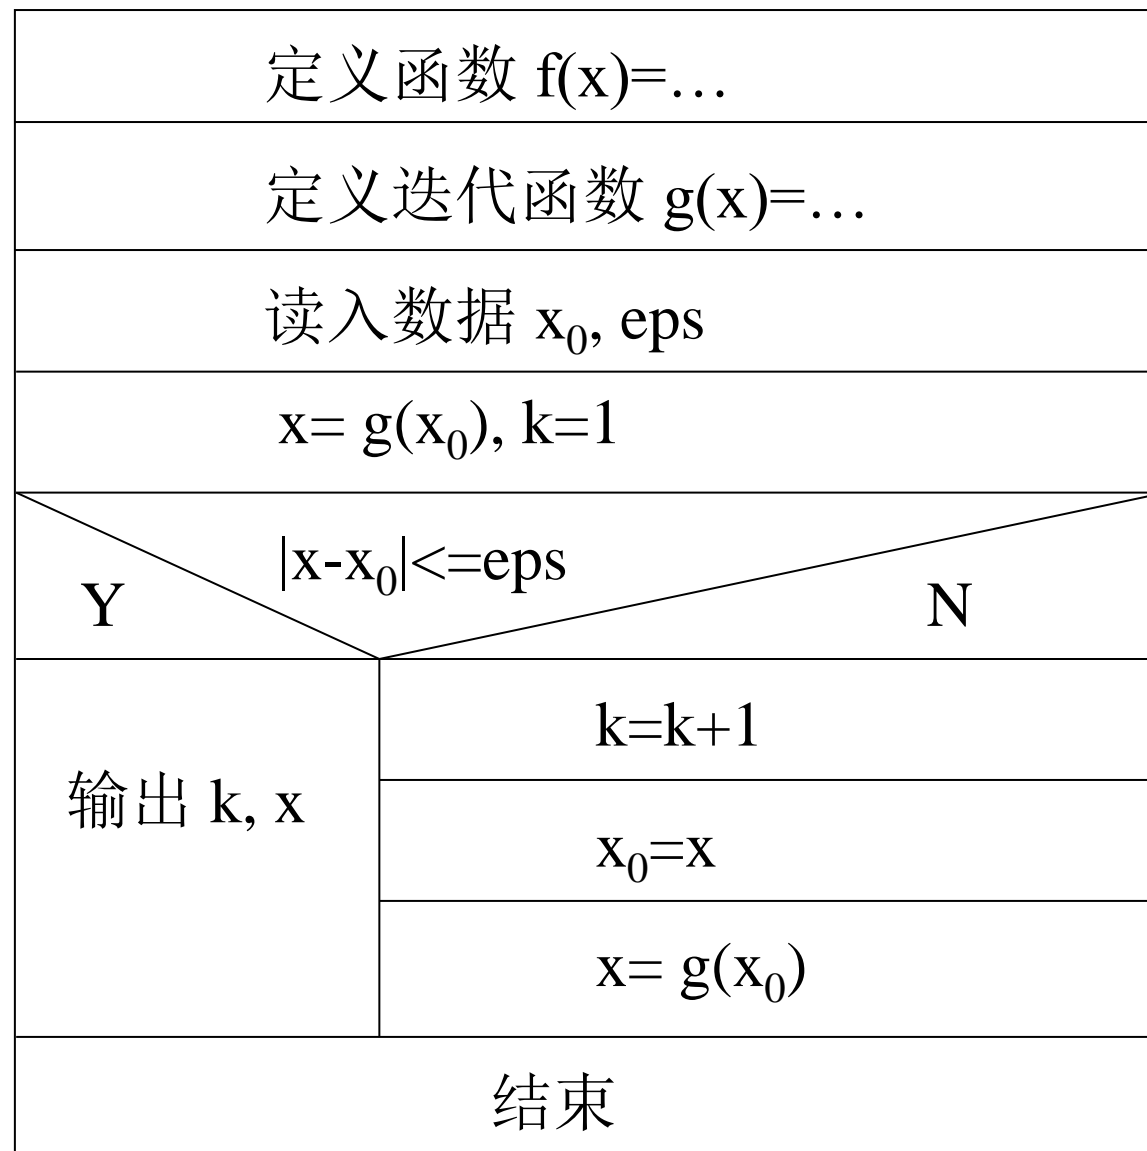 定义函数 f(x)=…
定义迭代函数 g(x)=…
读入数据 x₀, eps
x= g(x₀), k=1
|x-x₀|<=eps
Y
N
输出 k, x
k=k+1
x₀=x
x= g(x₀)
结束